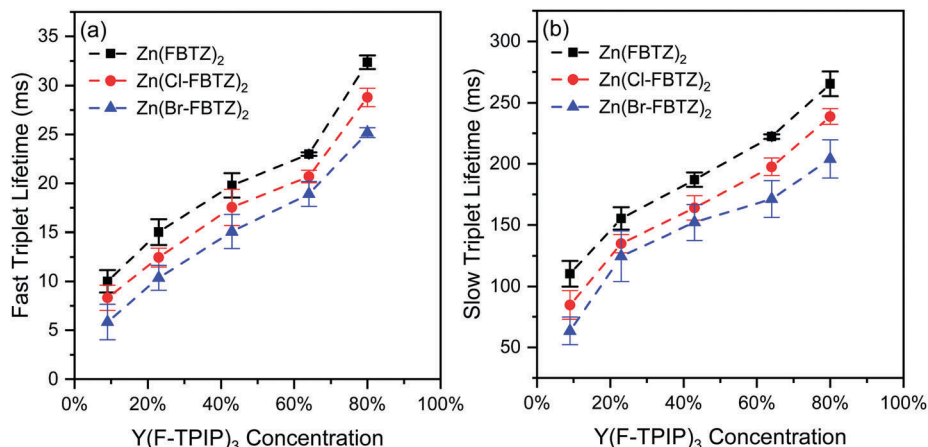 (a)
Zn(FBTZ)₂
Zn(Cl-FBTZ)₂
Zn(Br-FBTZ)₂
Fast Triplet Lifetime (ms)
35
30
25
20
15
10
5
0
0% 20% 40% 60% 80% 100%
Y(F-TPIP)₃ Concentration
(b)
Zn(FBTZ)₂
Zn(Cl-FBTZ)₂
Zn(Br-FBTZ)₂
Slow Triplet Lifetime (ms)
300
250
200
150
100
50
0% 20% 40% 60% 80% 100%
Y(F-TPIP)₃ Concentration